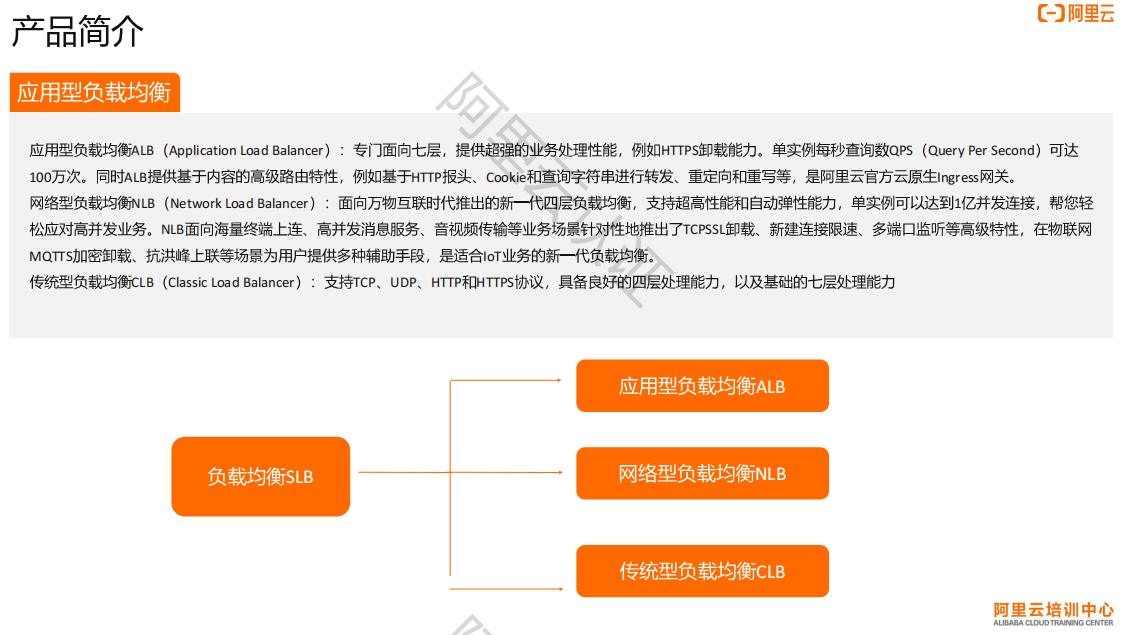 产品简介
阿里云
应用型负载均衡
应用型负载均衡ALB（Application Load Balancer）：专门面向七层，提供超强的业务处理性能，例如HTTPS卸载能力。单实例每秒查询数QPS（Query Per Second）可达
100万次。同时ALB提供基于内容的高级路由特性，例如基于HTTP报头、Cookie和查询字符串进行转发、重定向和重写等，是阿里云官方云原生Ingress网关。
网络型负载均衡NLB（Network Load Balancer）：面向万物互联时代推出的新一代四层负载均衡，支持超高性能和自动弹性能力，单实例可以达到1亿并发连接，帮您轻
松应对高并发业务。NLB面向海量终端上连、高并发消息服务、音视频传输等业务场景针对性地推出了TCPSSL卸载、新建连接限速、多端口监听等高级特性，在物联网
MQTTS加密卸载、抗洪峰上联等场景为用户提供多种辅助手段，是适合IoT业务的新一代负载均衡。
传统型负载均衡CLB（Classic Load Balancer）：支持TCP、UDP、HTTP和HTTPS协议，具备良好的四层处理能力，以及基础的七层处理能力
阿里云认证
应用型负载均衡ALB
负载均衡SLB
网络型负载均衡NLB
传统型负载均衡CLB
阿里云培训中心
ALIBABA CLOUD TRAINING CENTER